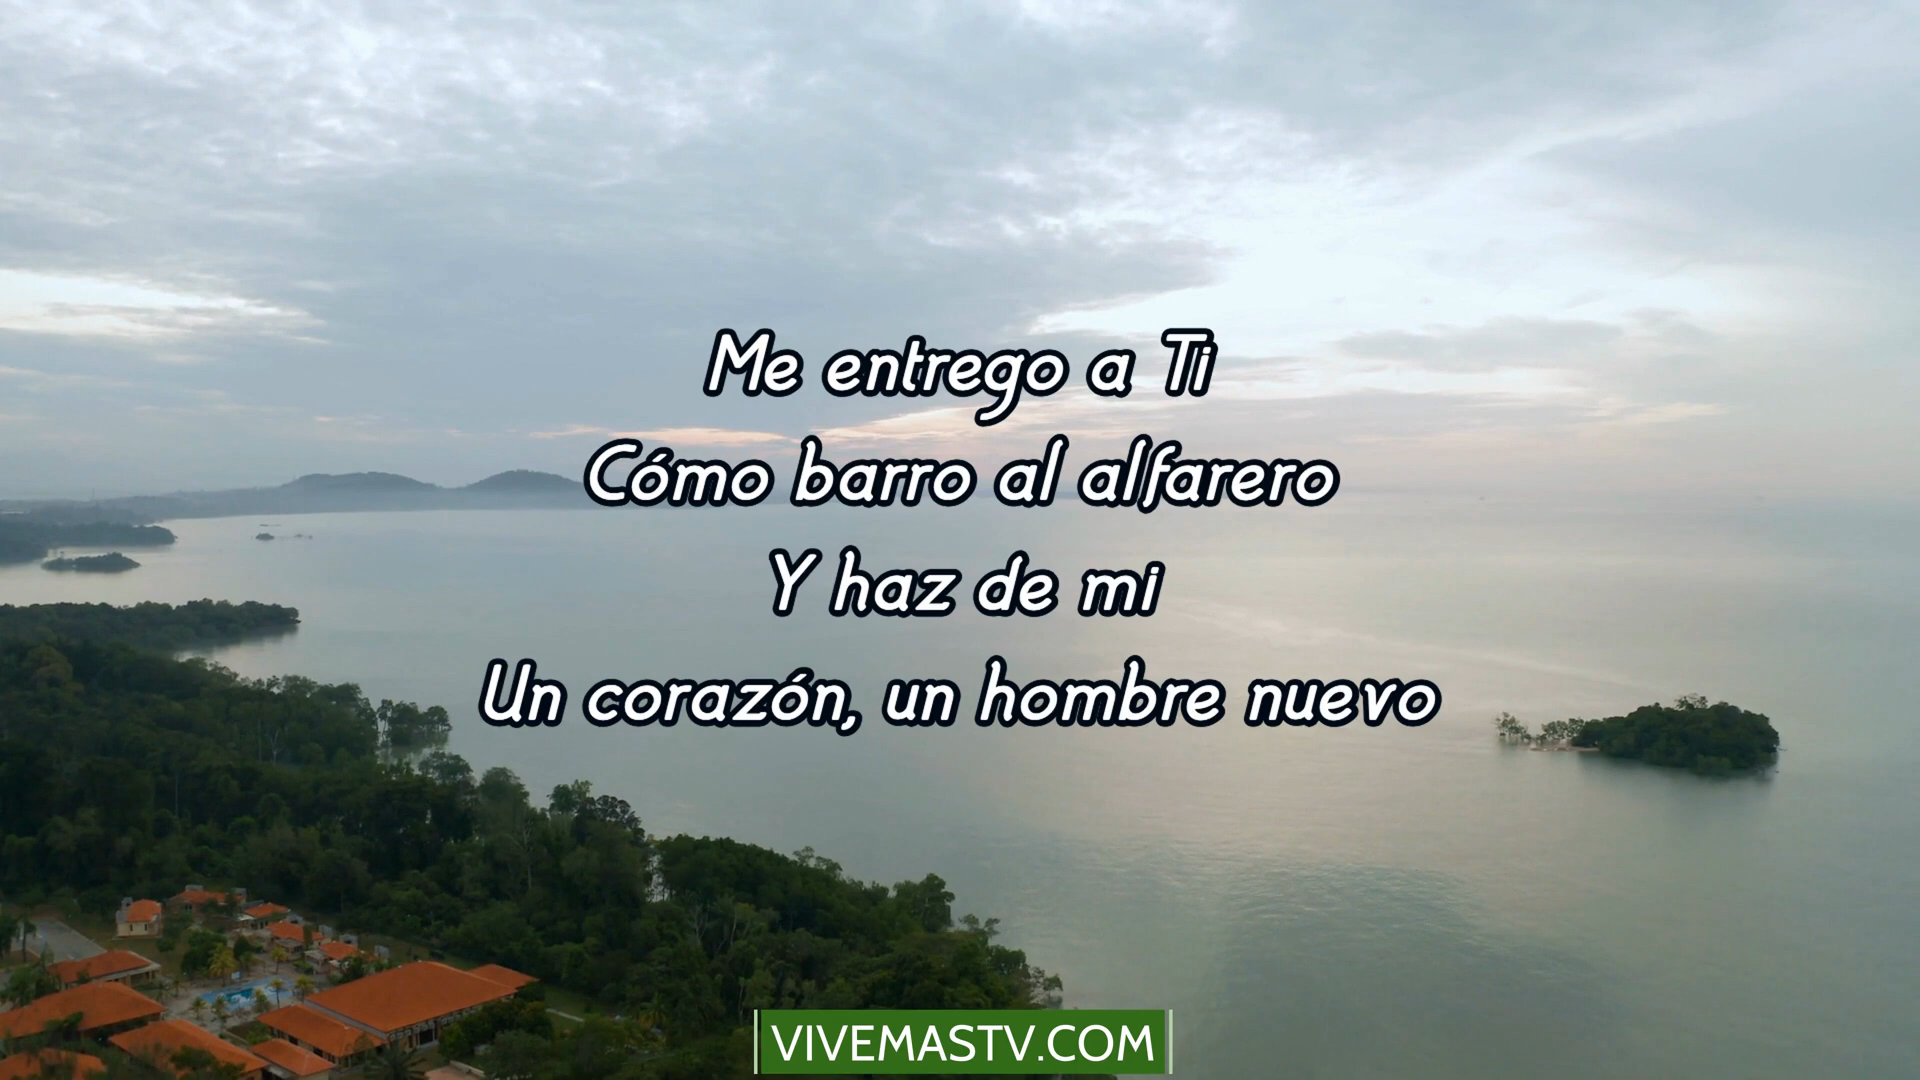 Me entrego a Ti
Cómo barro al alfarero
Y haz de mi
Un corazón, un hombre nuevo
VIVEMASTV.COM